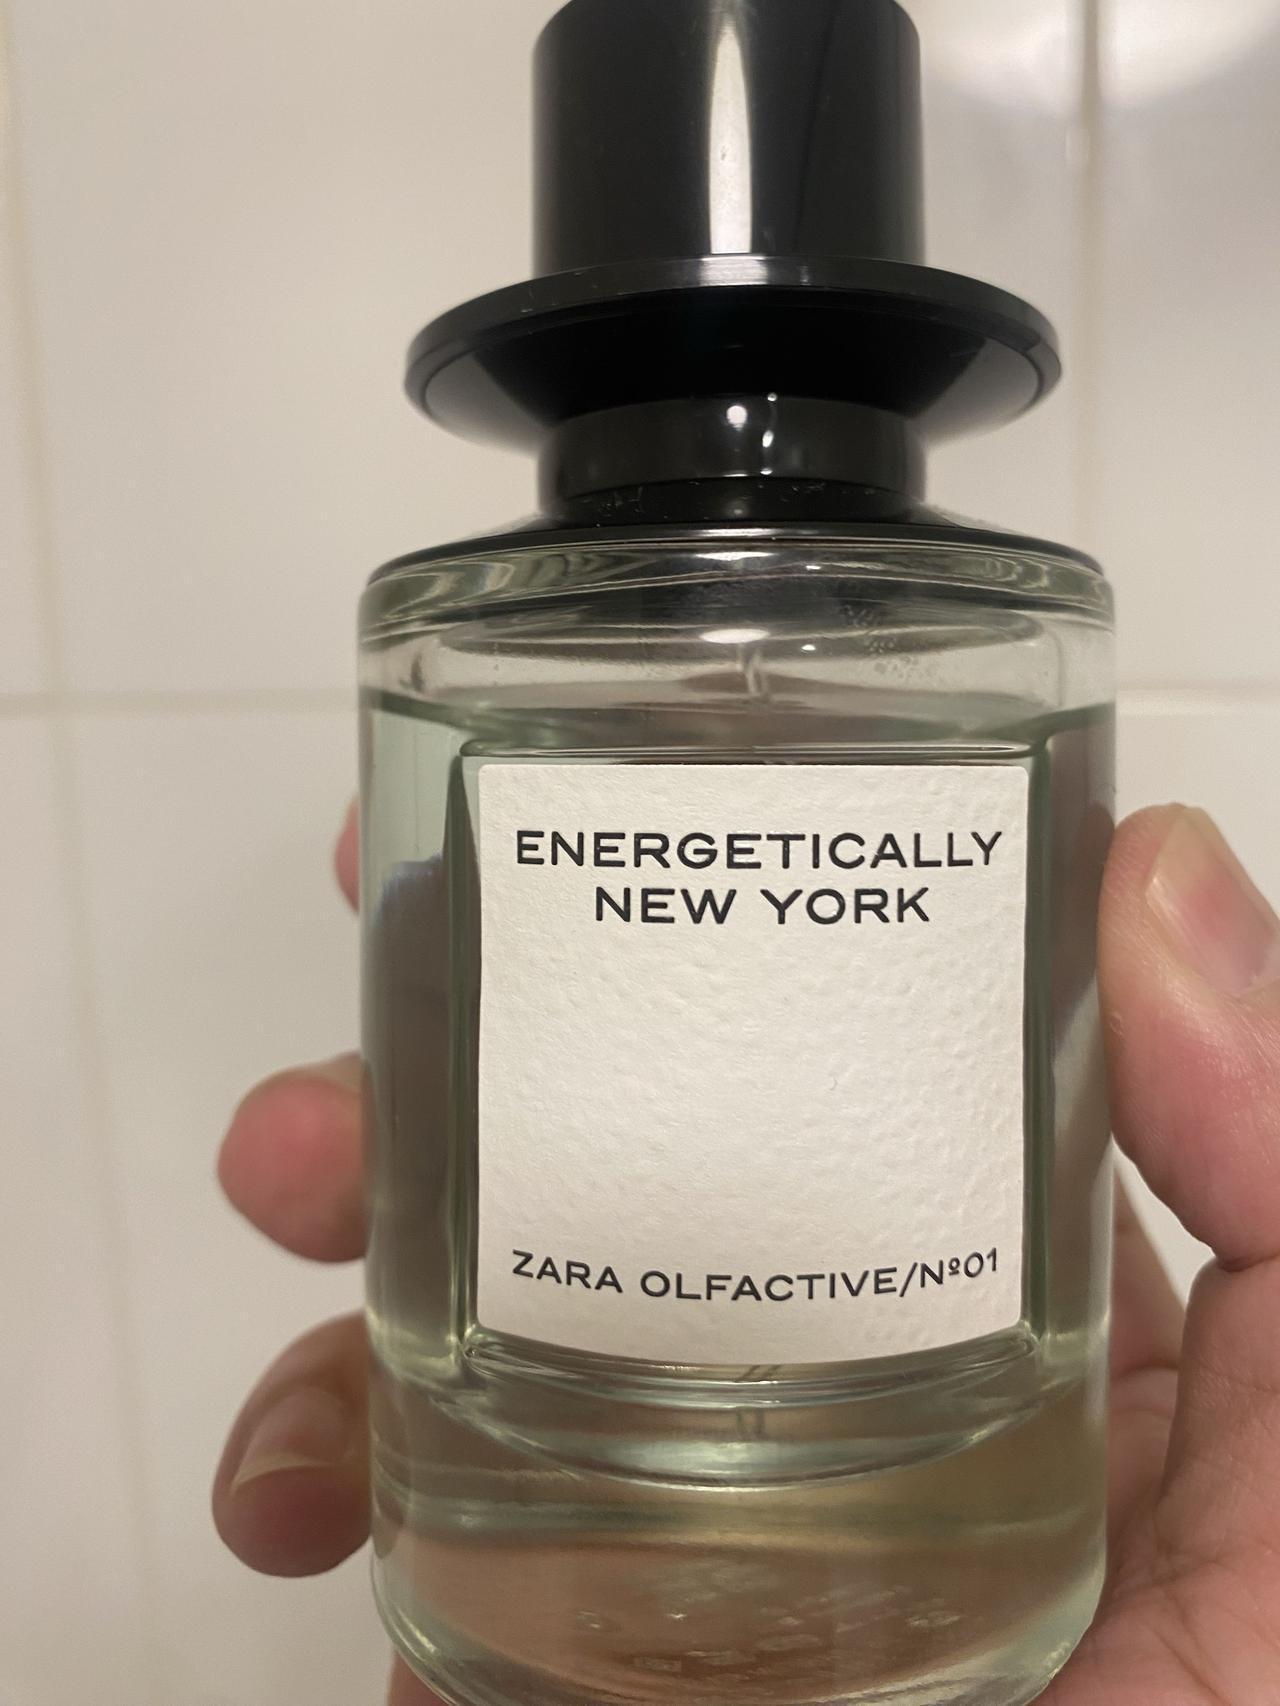 ENERGETICALLY
NEW YORK
ZARA OLFACTIVE/Nº01